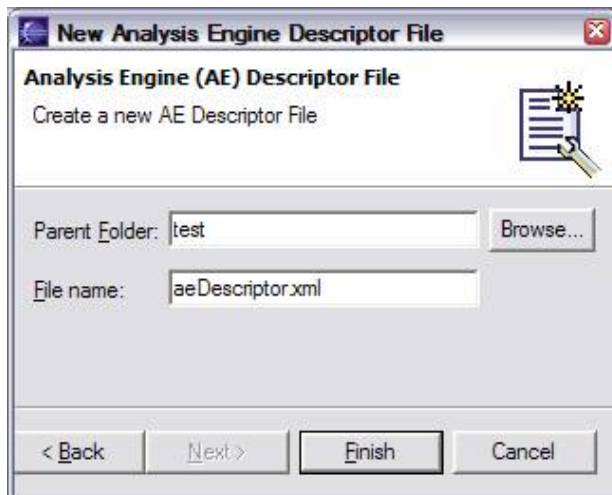 New Analysis Engine Descriptor File
Analysis Engine (AE) Descriptor File
Create a new AE Descriptor File
Parent Folder: test Browse...
File name: aeDescriptor.xml
< Back Next > Finish Cancel